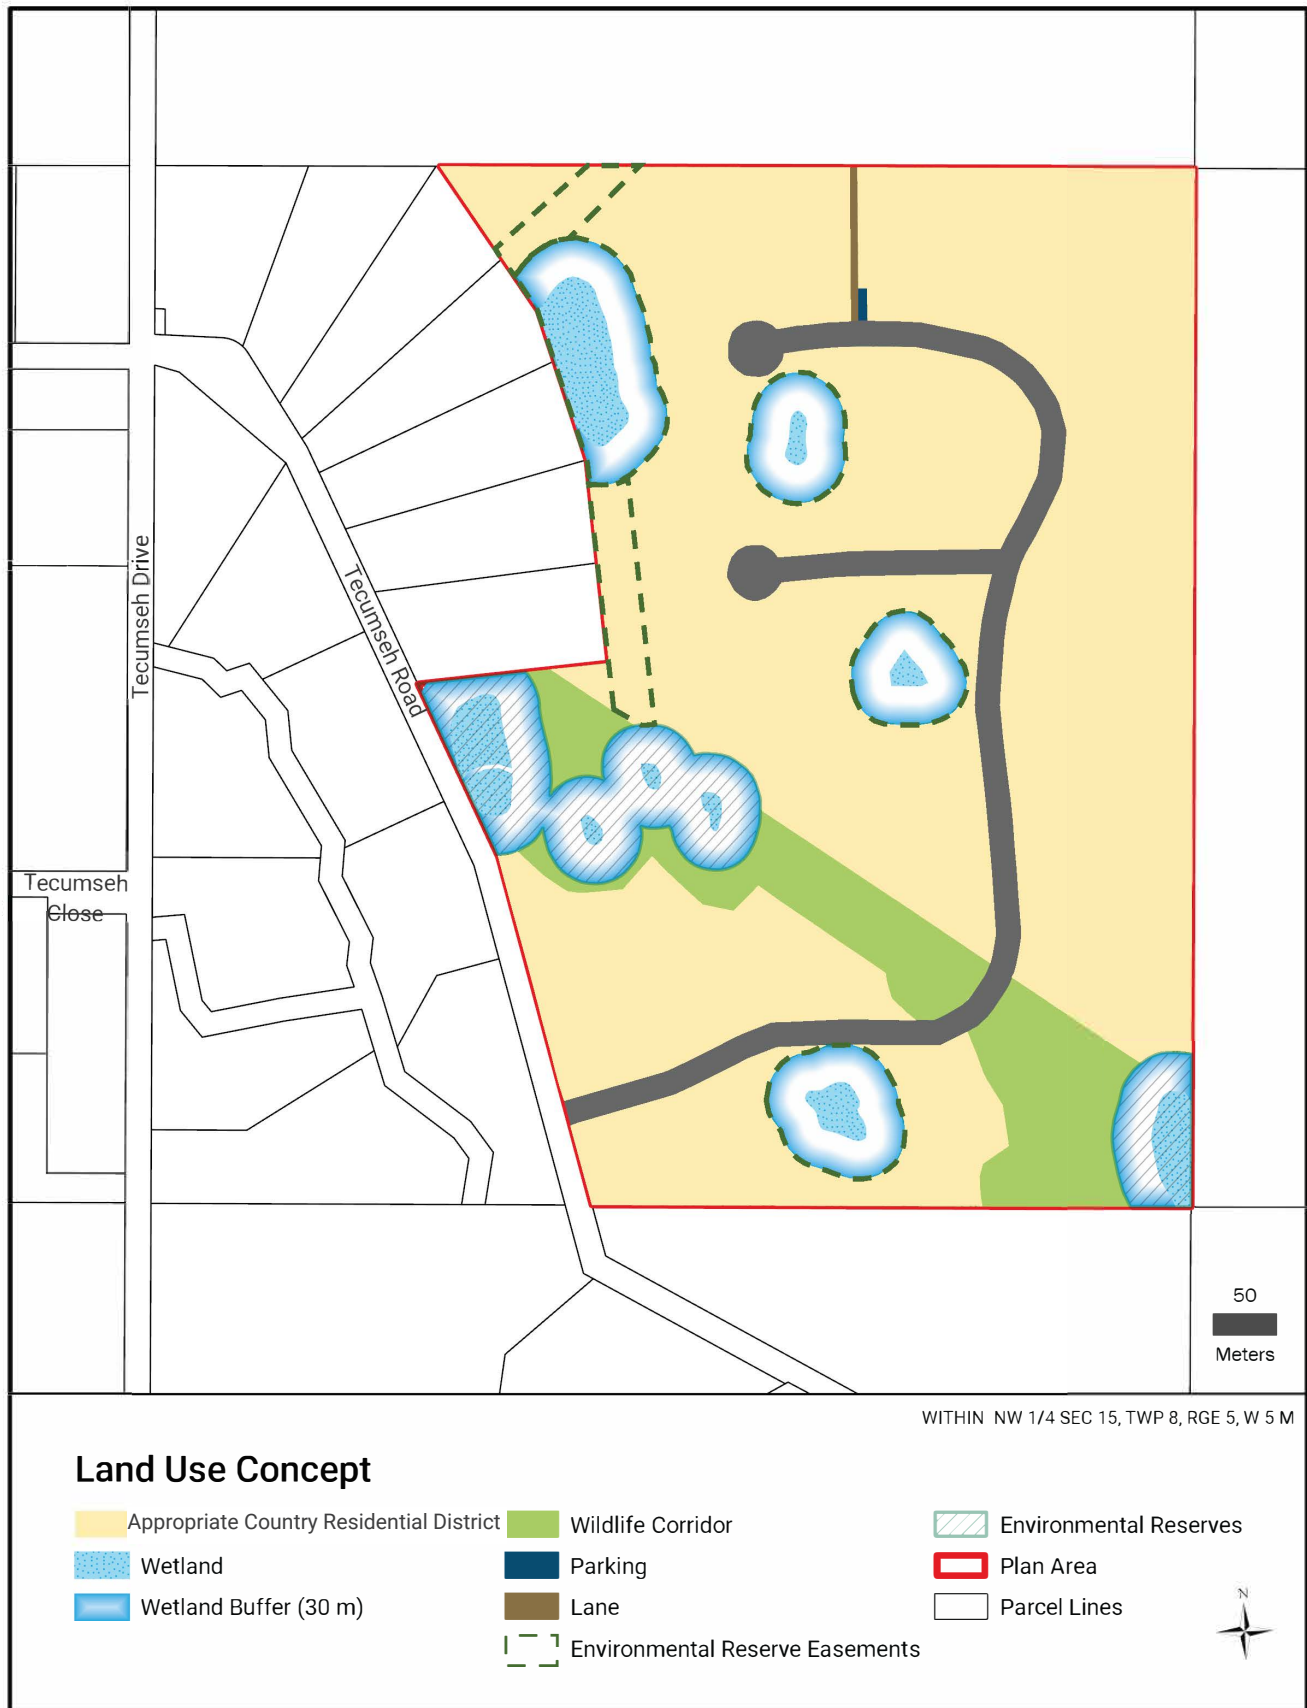 Tecumseh Drive
Tecumseh Road
Tecumseh
Close
50
Meters
WITHIN NW 1/4 SEC 15, TWP 8, RGE 5, W 5 M
Land Use Concept
Appropriate Country Residential District
Wetland
Wetland Buffer (30 m)
Wildlife Corridor
Parking
Lane
Environmental Reserve Easements
Environmental Reserves
Plan Area
Parcel Lines
N